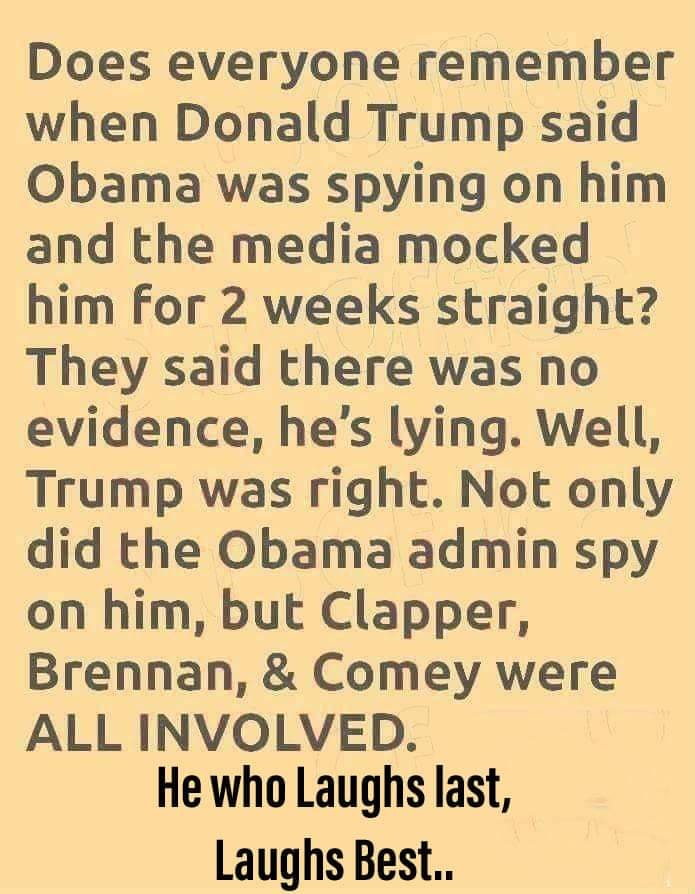 Does everyone remember
when Donald Trump said
Obama was spying on him
and the media mocked
him for 2 weeks straight?
They said there was no
evidence, he's lying. Well,
Trump was right. Not only
did the Obama admin spy
on him, but Clapper,
Brennan, & Comey were
ALL INVOLVED.
He who Laughs last,
Laughs Best..